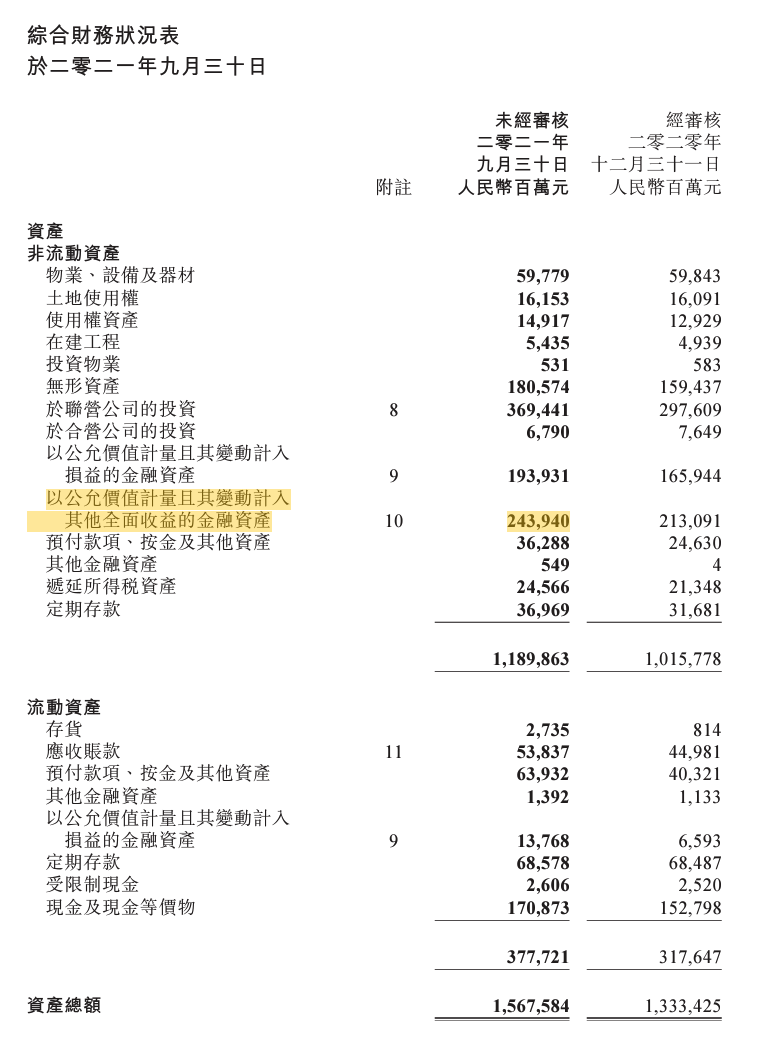 綜合財務狀況表
於二零二一年九月三十日
未經審核 經審核
二零二一年 二零二零年
九月三十日 十二月三十一日
附註 人民幣百萬元 人民幣百萬元
資產
非流動資產
物業、設備及器材 59,779 59,843
土地使用權 16,153 16,091
使用權資產 14,917 12,929
在建工程 5,435 4,939
投資物業 531 583
無形資產 180,574 159,437
於聯營公司的投資 8 369,441 297,609
於合營公司的投資 6,790 7,649
以公允價值計量且其變動計入
損益的金融資產 9 193,931 165,944
以公允價值計量且其變動計入
其他全面收益的金融資產 10 243,940 213,091
預付款項、按金及其他資產 36,288 24,630
其他金融資產 549 4
遞延所得稅資產 24,566 21,348
定期存款 36,969 31,681
1,189,863 1,015,778
流動資產
存貨 2,735 814
應收賬款 11 53,837 44,981
預付款項、按金及其他資產 63,932 40,321
其他金融資產 1,392 1,133
以公允價值計量且其變動計入
損益的金融資產 9 13,768 6,593
定期存款 68,578 68,487
受限制現金 2,606 2,520
現金及現金等價物 170,873 152,798
377,721 317,647
資產總額 1,567,584 1,333,425